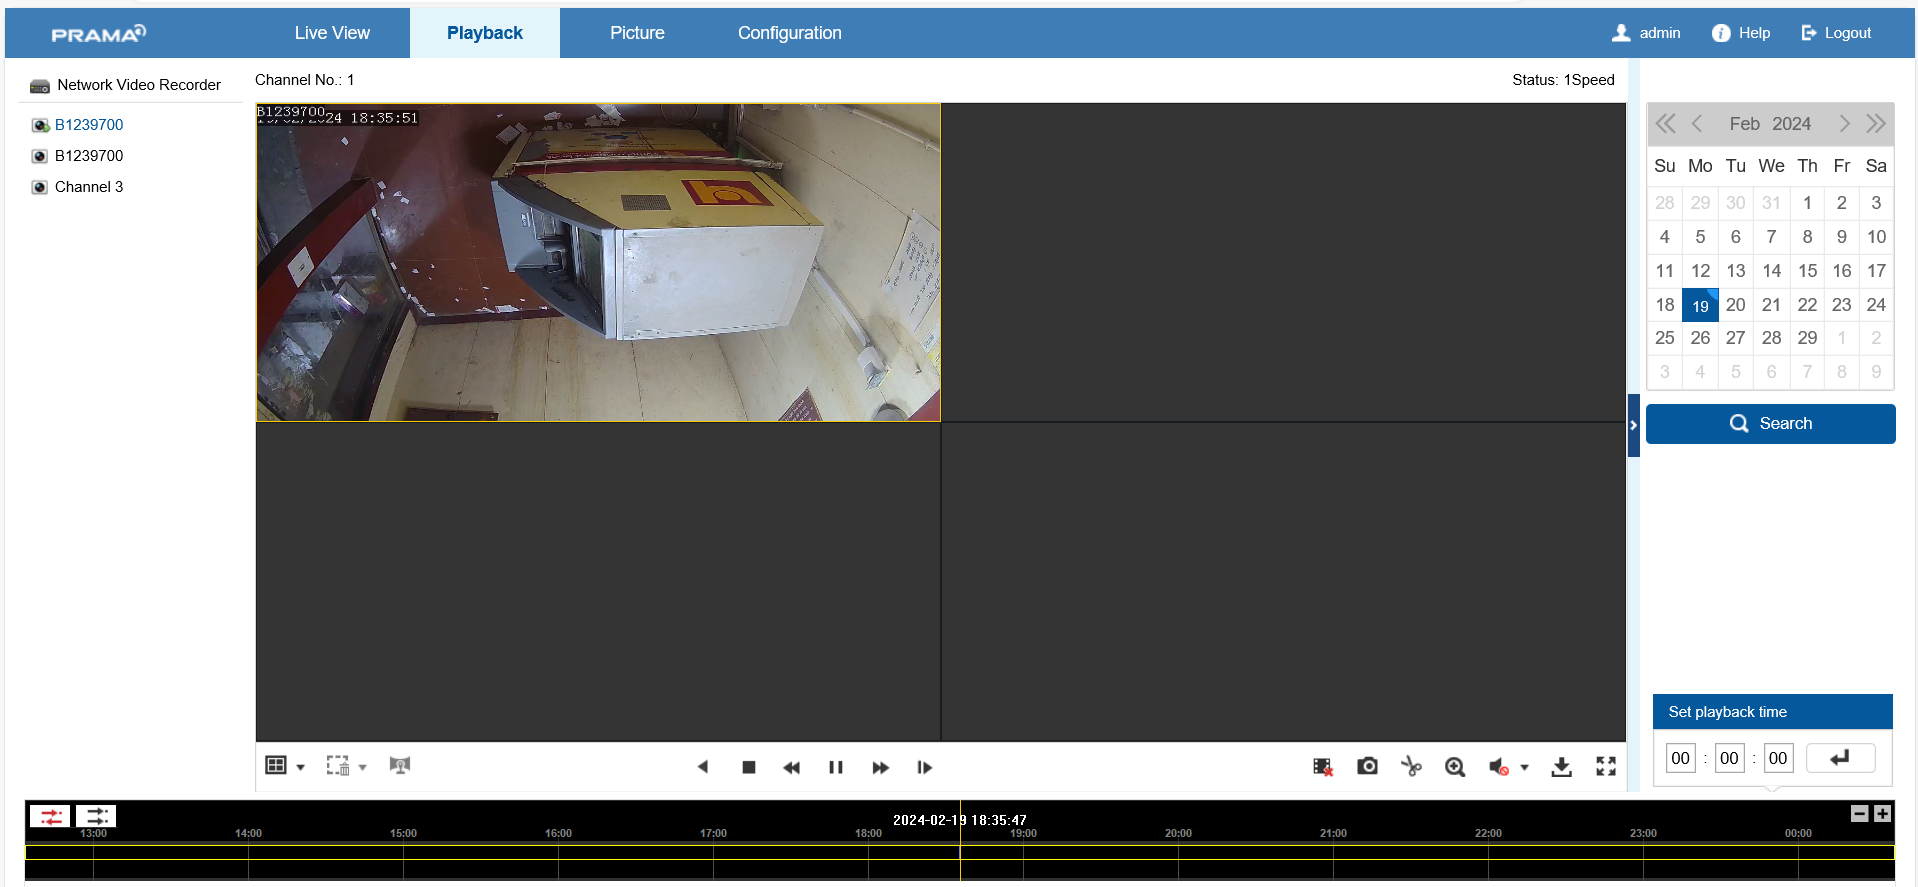 PRAMA
Live View
Playback
Picture
Configuration
admin
Help
Logout
Network Video Recorder
B1239700
B1239700
Channel 3
Channel No.: 1
Status: 1Speed
B1239700
19/02/2024 18:35:51
Feb 2024
Su Mo Tu We Th Fr Sa
28 29 30 31 1 2 3
4 5 6 7 8 9 10
11 12 13 14 15 16 17
18 19 20 21 22 23 24
25 26 27 28 29 1 2
3 4 5 6 7 8 9
Search
Set playback time
00 : 00 : 00
2024-02-19 18:35:47
13:00 14:00 15:00 16:00 17:00 18:00 19:00 20:00 21:00 22:00 23:00 00:00